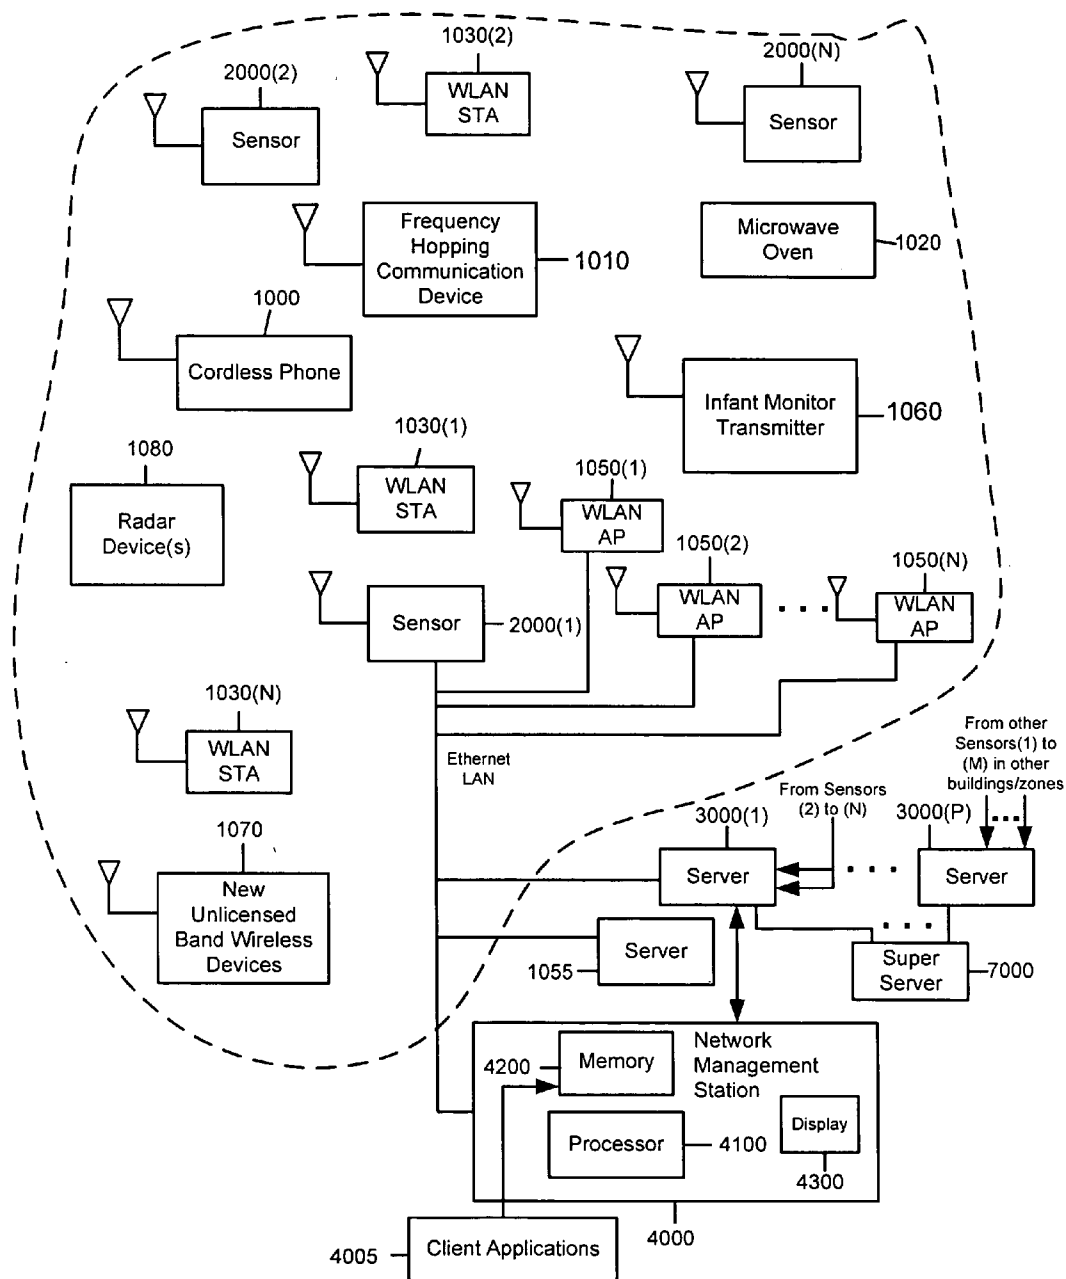 1030(2)
2000(N)
2000(2)
WLAN
STA
Sensor
Sensor
Frequency
Hopping
Communication
Device
1010
Microwave
Oven
1020
1000
Cordless Phone
Infant Monitor
Transmitter
1060
1030(1)
1080
WLAN
STA
1050(1)
WLAN
AP
Radar
Device(s)
1050(2)
WLAN
AP
1050(N)
WLAN
AP
Sensor
2000(1)
1030(N)
WLAN
STA
Ethernet
LAN
From other
Sensors(1) to
(M) in other
buildings/zones
From Sensors
(2) to (N)
3000(1)
3000(P)
1070
Server
Server
New
Unlicensed
Band Wireless
Devices
Server
1055
Super
Server
7000
Network
Management
Station
Memory
4200
Display
Processor
4100
4300
4000
4005
Client Applications